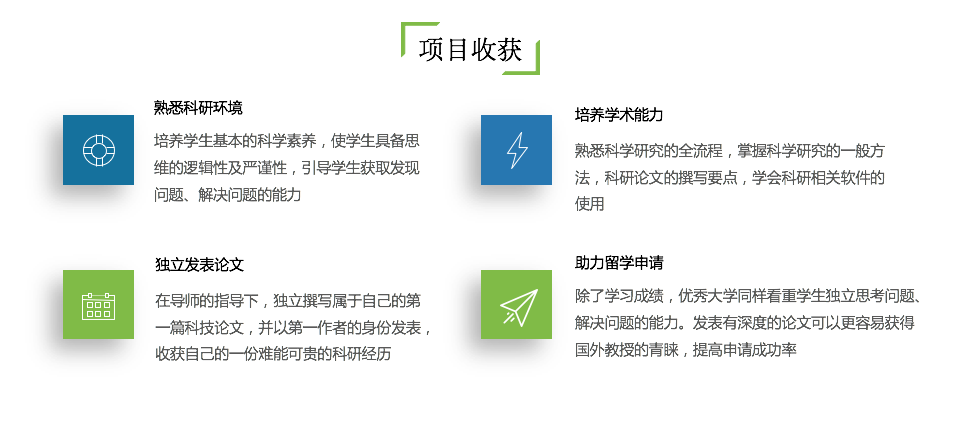 项目收获
熟悉科研环境
培养学生基本的科学素养，使学生具备思
维的逻辑性及严谨性，引导学生获取发现
问题、解决问题的能力
培养学术能力
熟悉科学研究的全流程，掌握科学研究的一般方
法，科研论文的撰写要点，学会科研相关软件的
使用
独立发表论文
在导师的指导下，独立撰写属于自己的第
一篇科技论文，并以第一作者的身份发表，
收获自己的一份难能可贵的科研经历
助力留学申请
除了学习成绩，优秀大学同样看重学生独立思考问题、
解决问题的能力。发表有深度的论文可以更容易获得
国外教授的青睐，提高申请成功率